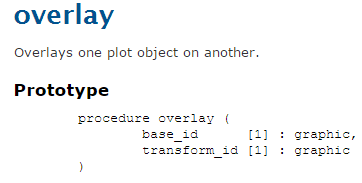 overlay
Overlays one plot object on another.
Prototype
procedure overlay (
base_id [1] : graphic,
transform_id [1] : graphic
)